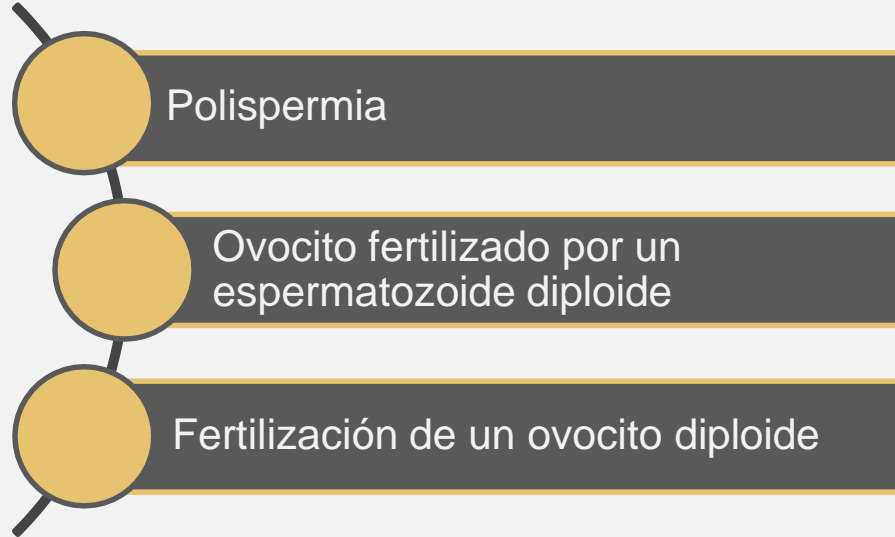 Polispermia
Ovocito fertilizado por un
espermatozoide diploide
Fertilización de un ovocito diploide